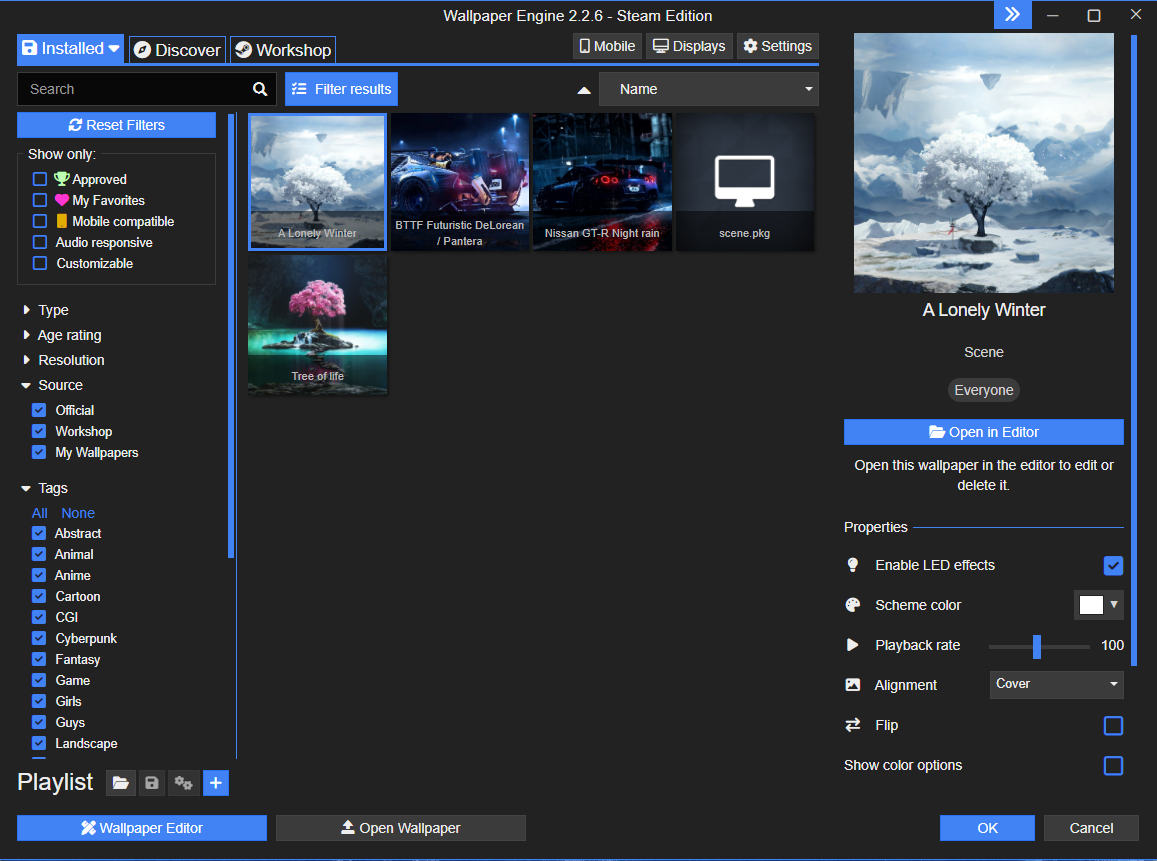 Wallpaper Engine 2.2.6 - Steam Edition
Installed
Discover
Workshop
Mobile
Displays
Settings
Search
Filter results
Name
Reset Filters
Show only:
Approved
My Favorites
Mobile compatible
Audio responsive
Customizable
Type
Age rating
Resolution
Source
Official
Workshop
My Wallpapers
Tags
All None
Abstract
Animal
Anime
Cartoon
CGI
Cyberpunk
Fantasy
Game
Girls
Guys
Landscape
Playlist
Wallpaper Editor
Open Wallpaper
A Lonely Winter
BTTF Futuristic DeLorean
/ Pantera
Nissan GT-R Night rain
scene.pkg
Tree of life
A Lonely Winter
Scene
Everyone
Open in Editor
Open this wallpaper in the editor to edit or
delete it.
Properties
Enable LED effects
Scheme color
Playback rate 100
Alignment Cover
Flip
Show color options
OK
Cancel